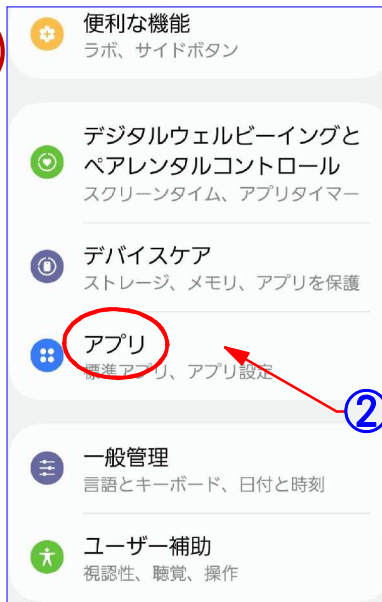 便利な機能
ラボ、サイドボタン
デジタルウェルビーイングと
ペアレンタルコントロール
スクリーンタイム、アプリタイマー
デバイスケア
ストレージ、メモリ、アプリを保護
アプリ
標準アプリ、アプリ設定
②
一般管理
言語とキーボード、日付と時刻
ユーザー補助
視認性、聴覚、操作